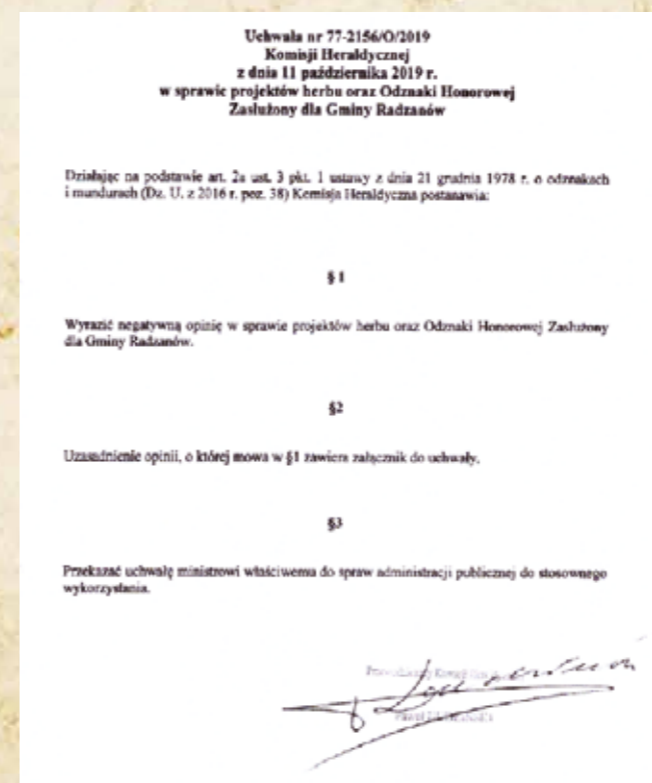 Uchwała nr 77-2156/O/2019
Komisji Heraldycznej
z dnia 11 października 2019 r.
w sprawie projektów herbu oraz Odznaki Honorowej
Zasłużony dla Gminy Radzanów
Działając na podstawie art. 2a ust. 3 pkt. 1 ustawy z dnia 21 grudnia 1978 r. o odznakach
i mundurach (Dz. U. z 2016 r. poz. 38) Komisja Heraldyczna postanawia:
§ 1
Wyrazić negatywną opinię w sprawie projektów herbu oraz Odznaki Honorowej Zasłużony
dla Gminy Radzanów.
§2
Uzasadnienie opinii, o której mowa w §1 zawiera załącznik do uchwały.
§3
Przekazać uchwałę ministrowi właściwemu do spraw administracji publicznej do stosownego
wykorzystania.